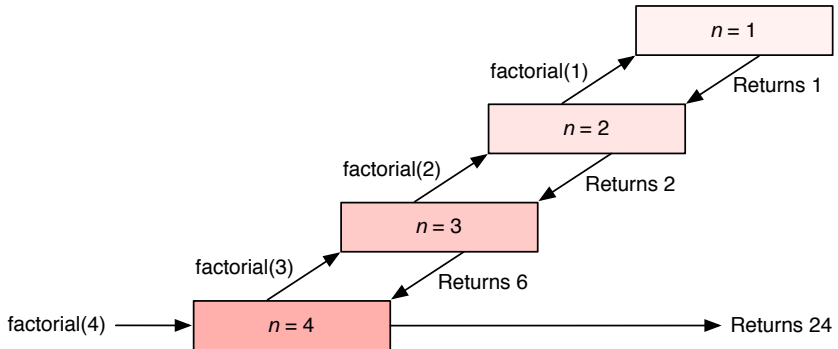 n = 1
factorial(1)
Returns 1
n = 2
factorial(2)
Returns 2
n = 3
factorial(3)
Returns 6
factorial(4)
n = 4
Returns 24